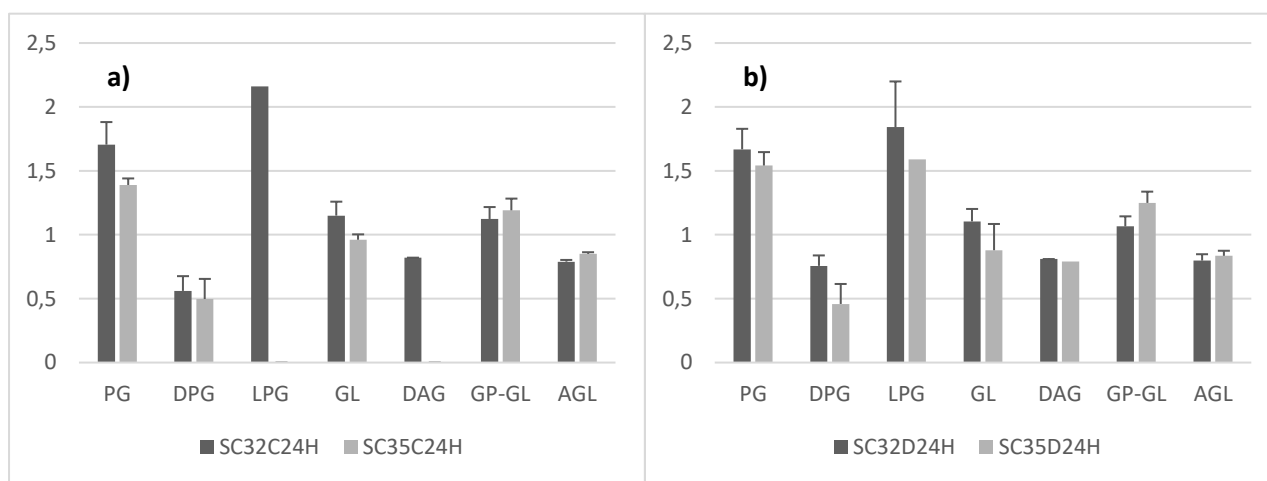 a)
2,5
2
1,5
1
0,5
0
PG DPG LPG GL DAG GP-GL AGL
SC32C24H SC35C24H
b)
2,5
2
1,5
1
0,5
0
PG DPG LPG GL DAG GP-GL AGL
SC32D24H SC35D24H